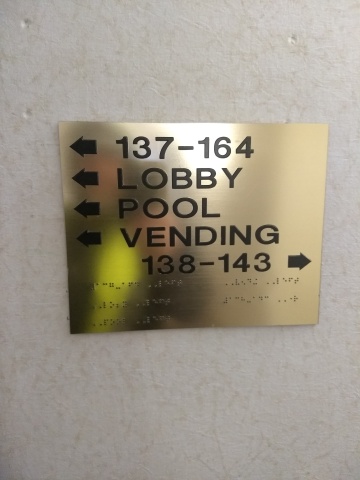 137-164
LOBBY
POOL
VENDING
138-143